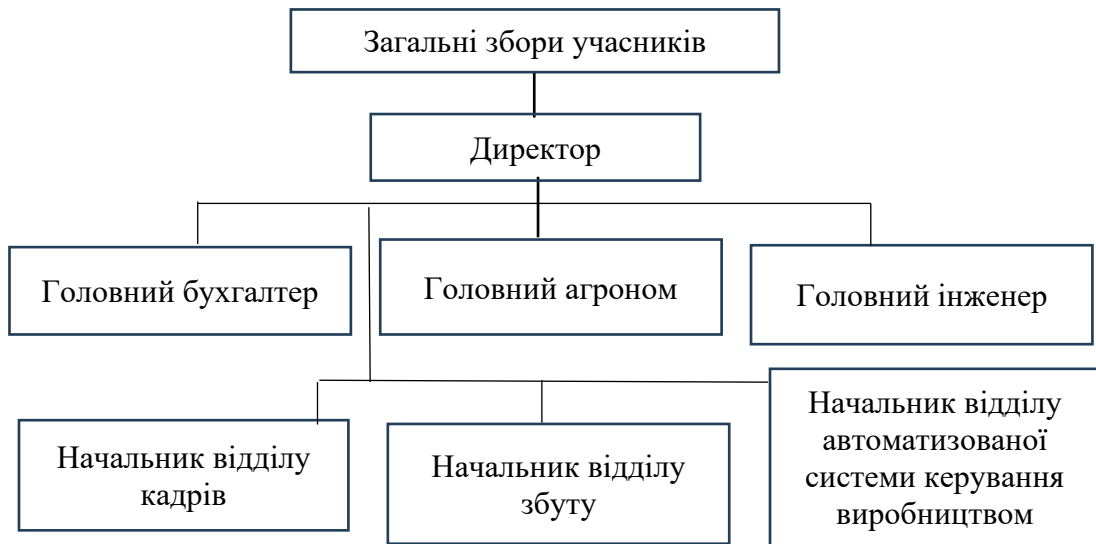 Загальні збори учасників
Директор
Головний бухгалтер
Головний агроном
Головний інженер
Начальник відділу
кадрів
Начальник відділу
збуту
Начальник відділу
автоматизованої
системи керування
виробництвом